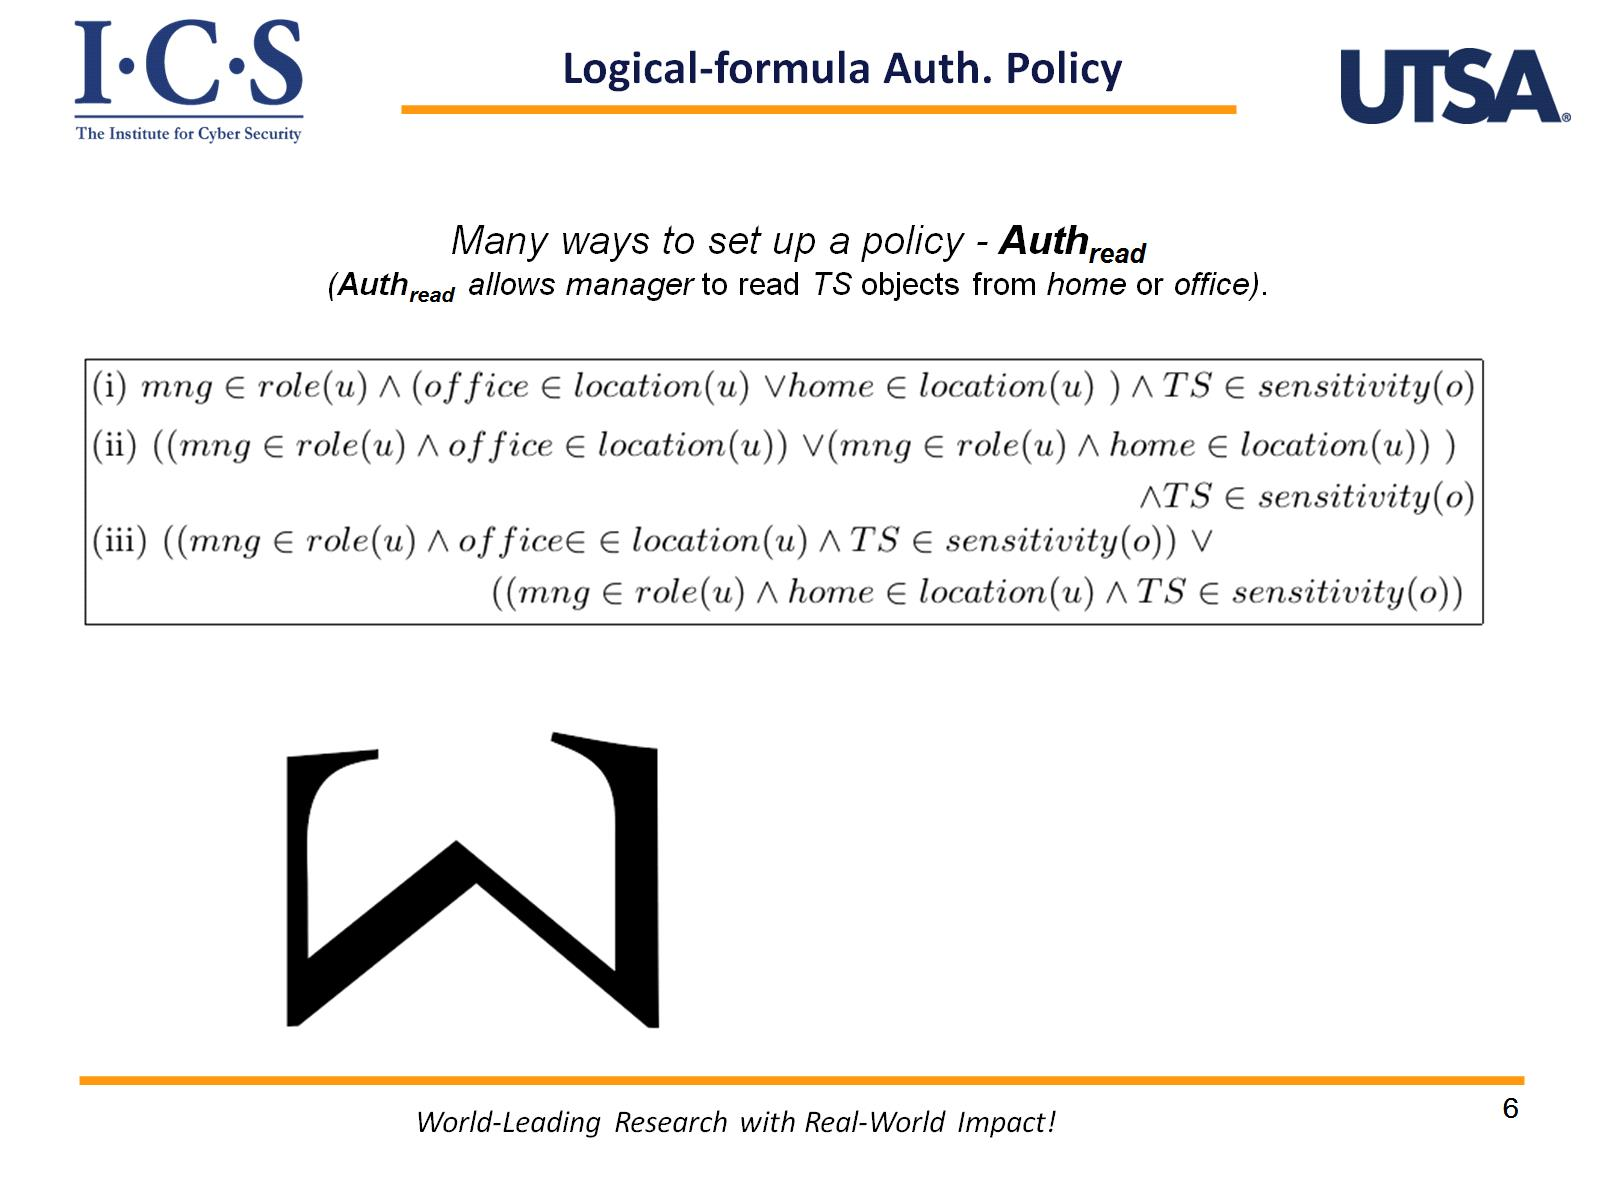 I·C·S
The Institute for Cyber Security
Logical-formula Auth. Policy
UTSA®
Many ways to set up a policy - Auth_read
(Auth_read allows manager to read TS objects from home or office).
(i) mng ∈ role(u) ∧ (office ∈ location(u) ∨home ∈ location(u) ) ∧ TS ∈ sensitivity(o)
(ii) ((mng ∈ role(u) ∧ office ∈ location(u)) ∨(mng ∈ role(u) ∧ home ∈ location(u)) )
∧TS ∈ sensitivity(o)
(iii) ((mng ∈ role(u) ∧ office∈ ∈ location(u) ∧ TS ∈ sensitivity(o)) ∨
((mng ∈ role(u) ∧ home ∈ location(u) ∧ TS ∈ sensitivity(o))
World-Leading Research with Real-World Impact!
6